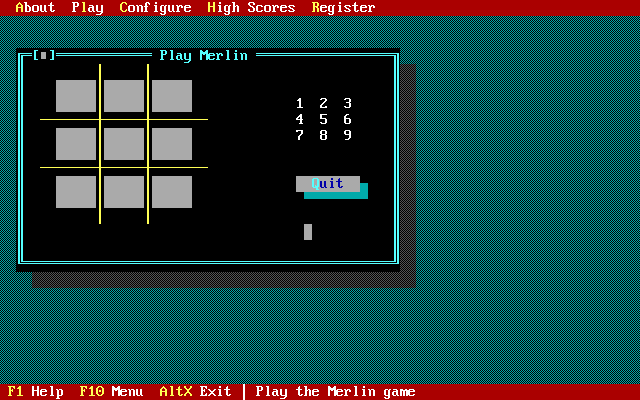 About  Play  Configure  High Scores  Register
[■] Play Merlin
1 2 3
4 5 6
7 8 9
Quit
F1 Help  F10 Menu  AltX Exit | Play the Merlin game